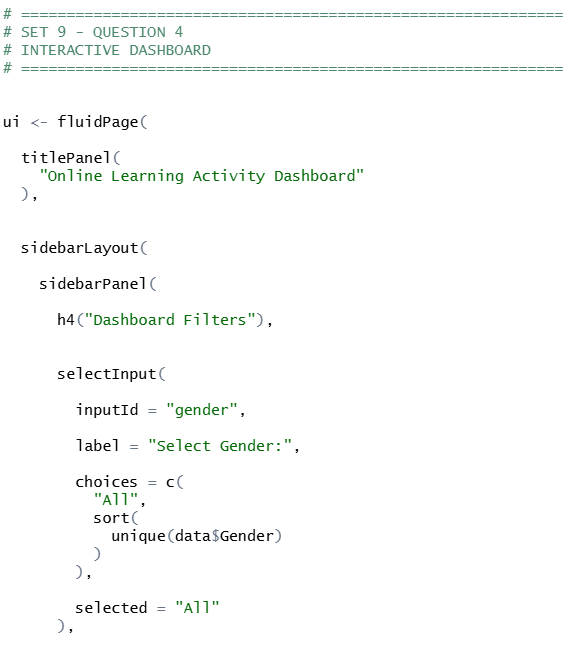 # ============================================================
# SET 9 - QUESTION 4
# INTERACTIVE DASHBOARD
# ============================================================
ui <- fluidPage(
  titlePanel(
    "Online Learning Activity Dashboard"
  ),
  sidebarLayout(
    sidebarPanel(
      h4("Dashboard Filters"),
      selectInput(
        inputId = "gender",
        label = "Select Gender:",
        choices = c(
          "All",
          sort(
            unique(data$Gender)
          )
        ),
        selected = "All"
      ),